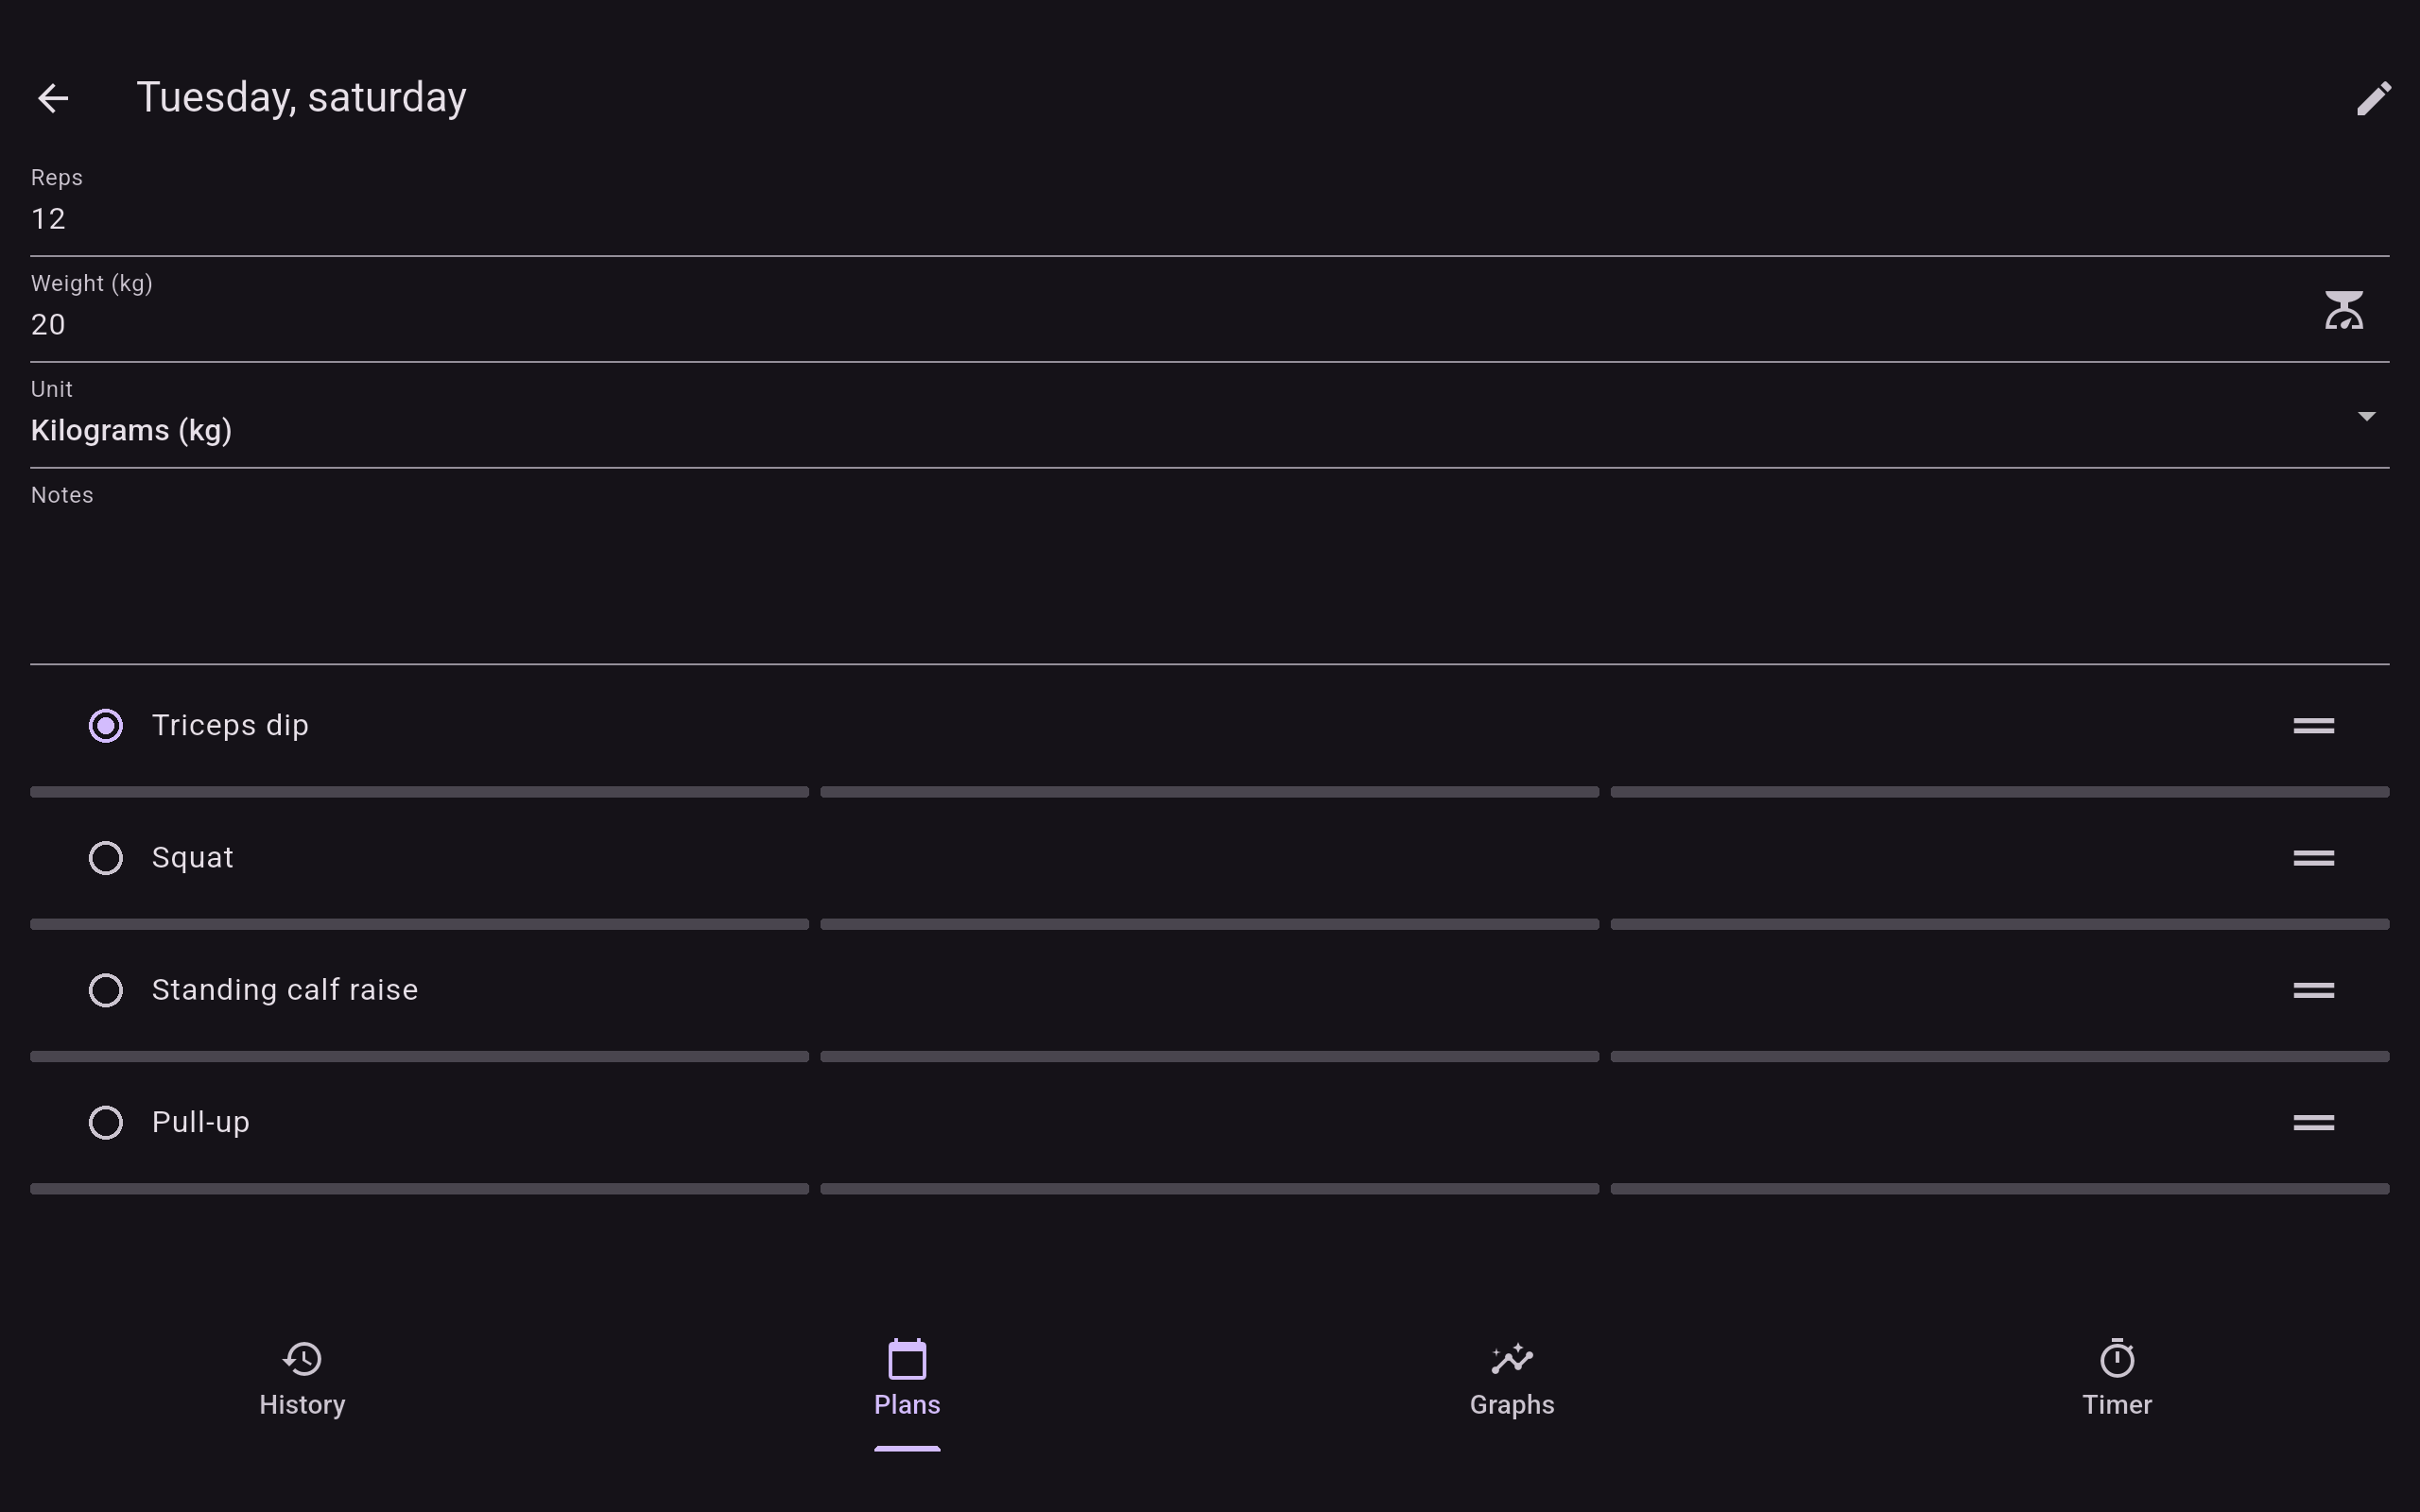 Tuesday, saturday
Reps
12
Weight (kg)
20
Unit
Kilograms (kg)
Notes
Triceps dip
Squat
Standing calf raise
Pull-up
History
Plans
Graphs
Timer